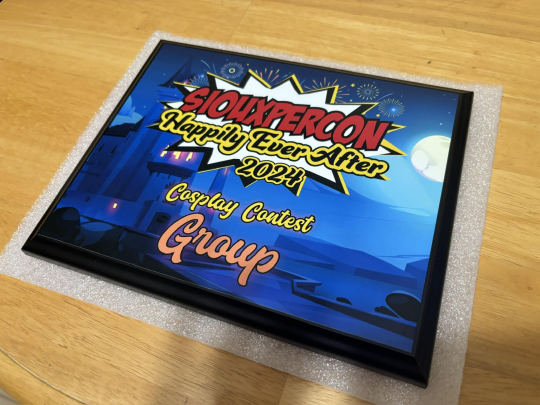 SIOUXPERCON
Happily Ever After
2024
Cosplay Contest
Group